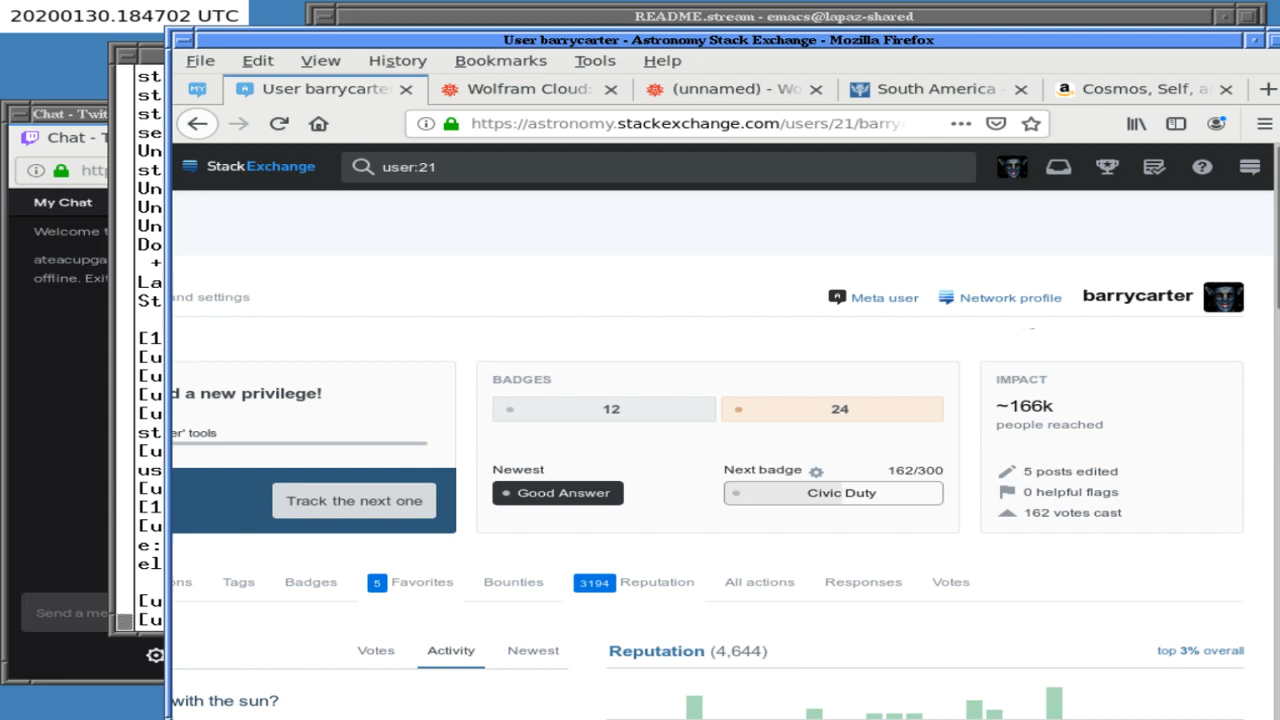 20200130.184702 UTC
README.stream - emacs@lapaz-shared
User barrycarter - Astronomy Stack Exchange - Mozilla Firefox
File Edit View History Bookmarks Tools Help
MY User barrycarte Wolfram Cloud: (unnamed) - Wo South America - Cosmos, Self, a
https://astronomy.stackexchange.com/users/21/barry
StackExchange user:21
Chat - Twit
Chat - T
http
My Chat
Welcome t
ateacupga
offline. Exit
Send a me
st
st
st
se
Un
st
Un
Un
Un
Do
+
La
St
[1
[u
[u
[u
[u
st
[u
us
[u
[1
[u
e:
el
[u
[u
and settings
Meta user Network profile barrycarter
d a new privilege!
er' tools
Track the next one
BADGES
12 24
Newest Next badge 162/300
Good Answer Civic Duty
IMPACT
~166k
people reached
5 posts edited
0 helpful flags
162 votes cast
ons Tags Badges 5 Favorites Bounties 3194 Reputation All actions Responses Votes
Votes Activity Newest
Reputation (4,644) top 3% overall
with the sun?